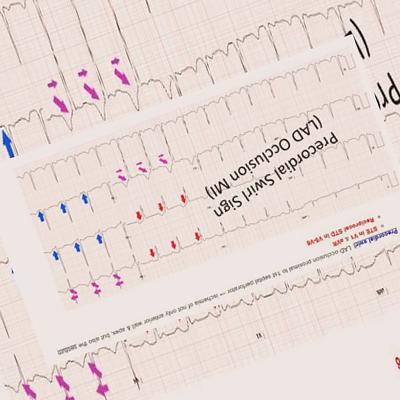 Precordial Swirl Sign
(LAD Occlusion MI)
Precordial swirl
LAD occlusion proximal to 1st septal perforator → ischemia of not only anterior wall & apex, but also the septum
STE in V1 & aVR
Reciprocal STD in V5-V6